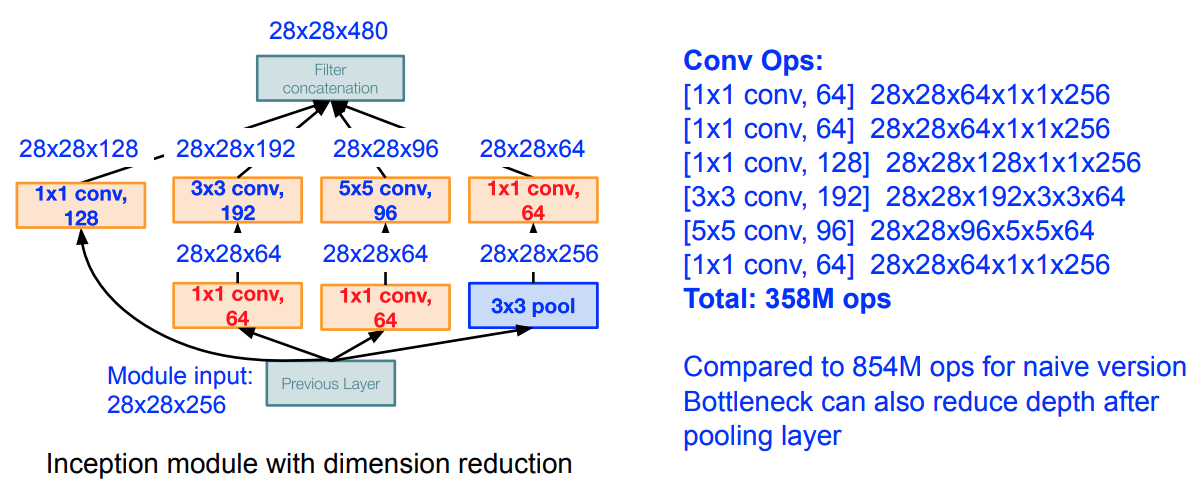 28x28x480
Filter
concatenation
28x28x128
28x28x192
28x28x96
28x28x64
1x1 conv,
128
3x3 conv,
192
5x5 conv,
96
1x1 conv,
64
28x28x64
28x28x64
28x28x256
1x1 conv,
64
1x1 conv,
64
3x3 pool
Module input:
28x28x256
Previous Layer
Inception module with dimension reduction
Conv Ops:
[1x1 conv, 64] 28x28x64x1x1x256
[1x1 conv, 64] 28x28x64x1x1x256
[1x1 conv, 128] 28x28x128x1x1x256
[3x3 conv, 192] 28x28x192x3x3x64
[5x5 conv, 96] 28x28x96x5x5x64
[1x1 conv, 64] 28x28x64x1x1x256
Total: 358M ops
Compared to 854M ops for naive version
Bottleneck can also reduce depth after
pooling layer